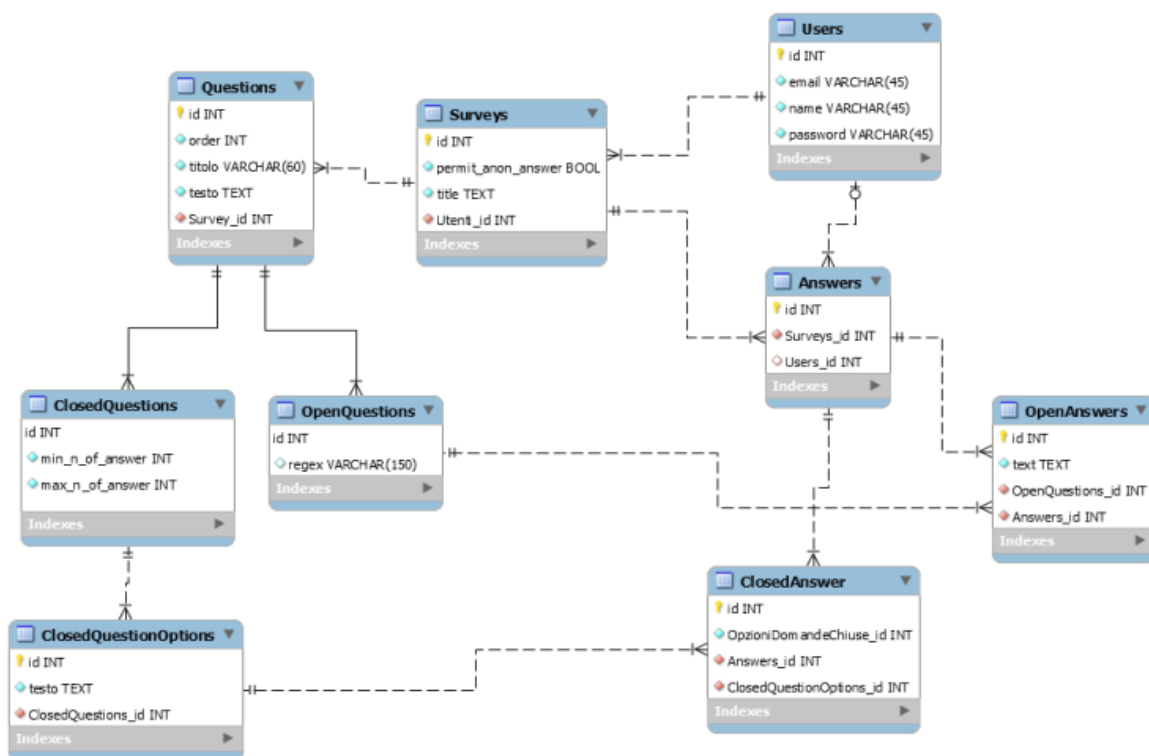 Users
id INT
email VARCHAR(45)
name VARCHAR(45)
password VARCHAR(45)
Indexes
Questions
id INT
order INT
titolo VARCHAR(60)
testo TEXT
Survey_id INT
Indexes
Surveys
id INT
permit_anon_answer BOOL
title TEXT
Utenti_id INT
Indexes
Answers
id INT
Surveys_id INT
Users_id INT
Indexes
ClosedQuestions
id INT
min_n_of_answer INT
max_n_of_answer INT
Indexes
OpenQuestions
id INT
regex VARCHAR(150)
Indexes
OpenAnswers
id INT
text TEXT
OpenQuestions_id INT
Answers_id INT
Indexes
ClosedAnswer
id INT
OpzioniDomandeChiuse_id INT
Answers_id INT
ClosedQuestionOptions_id INT
Indexes
ClosedQuestionOptions
id INT
testo TEXT
ClosedQuestions_id INT
Indexes